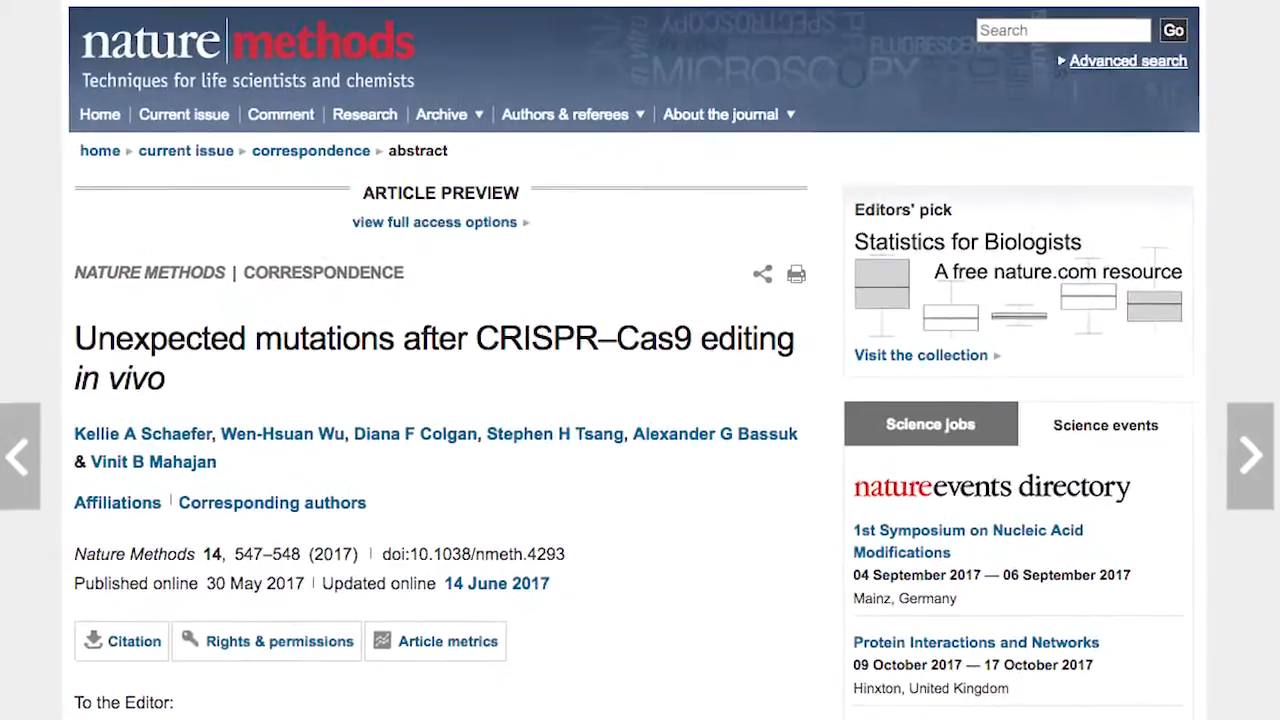 nature methods
Techniques for life scientists and chemists
SPECTROSCOPY
MICROSCOPY
Search
Go
Advanced search
Home
Current issue
Comment
Research
Archive
Authors & referees
About the journal
home
current issue
correspondence
abstract
ARTICLE PREVIEW
view full access options
NATURE METHODS | CORRESPONDENCE
Unexpected mutations after CRISPR–Cas9 editing
in vivo
Kellie A Schaefer, Wen-Hsuan Wu, Diana F Colgan, Stephen H Tsang, Alexander G Bassuk
& Vinit B Mahajan
Affiliations | Corresponding authors
Nature Methods 14, 547–548 (2017) | doi:10.1038/nmeth.4293
Published online 30 May 2017 | Updated online 14 June 2017
Citation
Rights & permissions
Article metrics
To the Editor:
Editors' pick
Statistics for Biologists
A free nature.com resource
Visit the collection
Science jobs
Science events
natureevents directory
1st Symposium on Nucleic Acid
Modifications
04 September 2017 — 06 September 2017
Mainz, Germany
Protein Interactions and Networks
09 October 2017 — 17 October 2017
Hinxton, United Kingdom